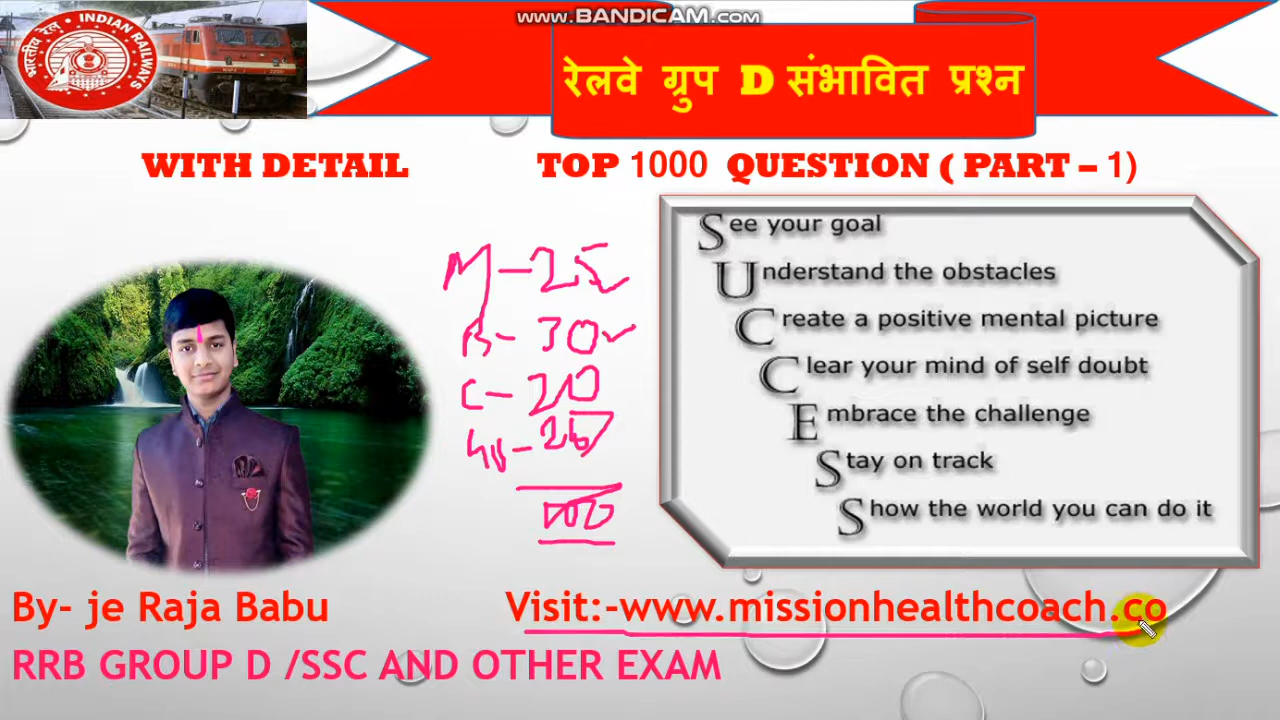 www.BANDICAM.com
भारतीय रेल INDIAN RAILWAYS
रेलवे ग्रुप D संभावित प्रश्न
WITH DETAIL
TOP 1000 QUESTION ( PART – 1)
See your goal
Understand the obstacles
Create a positive mental picture
Clear your mind of self doubt
Embrace the challenge
Stay on track
Show the world you can do it
M-25
R-30
C-20
100
By- je Raja Babu
Visit:-www.missionhealthcoach.co
RRB GROUP D /SSC AND OTHER EXAM